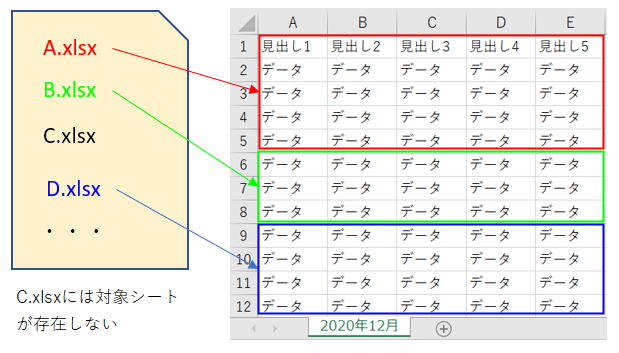 A.xlsx
B.xlsx
C.xlsx
D.xlsx
・・・
C.xlsxには対象シート
が存在しない
A B C D E
1 見出し1 見出し2 見出し3 見出し4 見出し5
2 データ データ データ データ データ
3 データ データ データ データ データ
4 データ データ データ データ データ
5 データ データ データ データ データ
6 データ データ データ データ データ
7 データ データ データ データ データ
8 データ データ データ データ データ
9 データ データ データ データ データ
10 データ データ データ データ データ
11 データ データ データ データ データ
12 データ データ データ データ データ
2020年12月